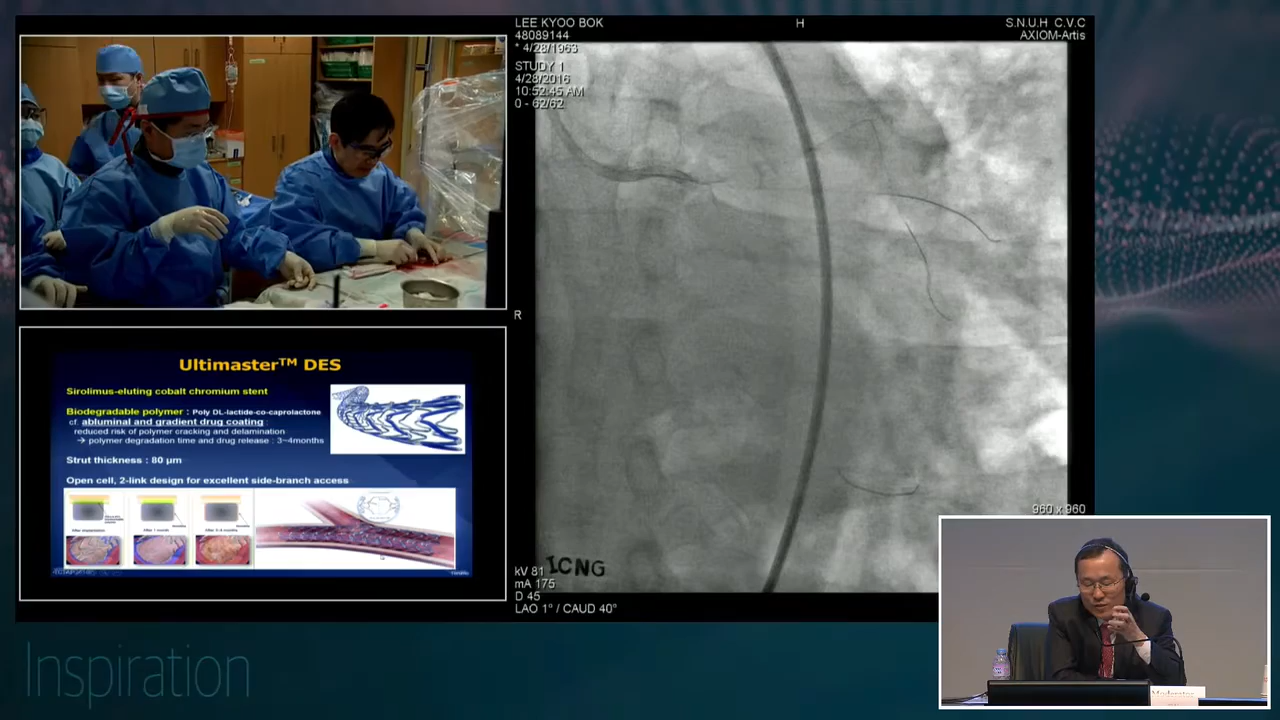 LEE KYOO BOK
48089144
* 4/28/1963
STUDY 1
4/28/2016
10:52:45 AM
0 - 62/62
H
S.N.U.H C.V.C
AXIOM-Artis
R
Ultimaster™ DES
Sirolimus-eluting cobalt chromium stent
Biodegradable polymer : Poly DL-lactide-co-caprolactone
cf. abluminal and gradient drug coating :
reduced risk of polymer cracking and delamination
→ polymer degradation time and drug release : 3~4months
Strut thickness : 80 μm
Open cell, 2-link design for excellent side-branch access
960 x 960
ICNG
kV 81
mA 175
D 45
LAO 1° / CAUD 40°
Moderator
Inspiration